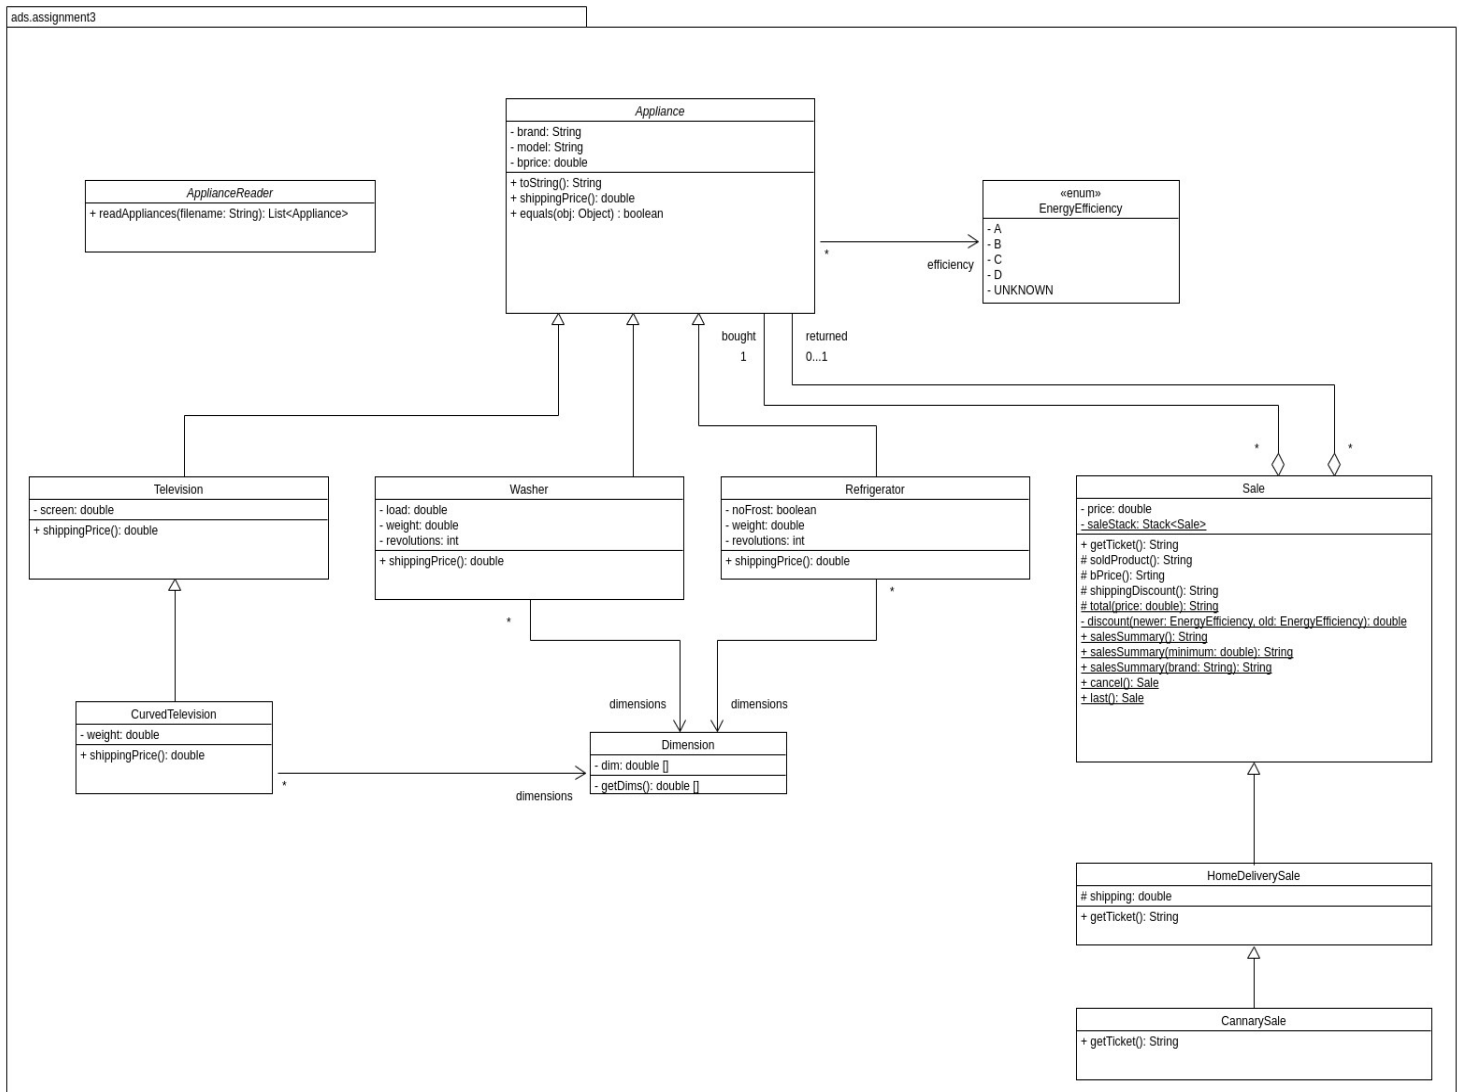 ads.assignment3
Appliance
- brand: String
- model: String
- bprice: double
+ toString(): String
+ shippingPrice(): double
+ equals(obj: Object) : boolean
ApplianceReader
+ readAppliances(filename: String): List<Appliance>
«enum»
EnergyEfficiency
- A
- B
- C
- D
- UNKNOWN
*
efficiency
bought
1
returned
0...1
*
*
Television
- screen: double
+ shippingPrice(): double
Washer
- load: double
- weight: double
- revolutions: int
+ shippingPrice(): double
Refrigerator
- noFrost: boolean
- weight: double
- revolutions: int
+ shippingPrice(): double
Sale
- price: double
- saleStack: Stack<Sale>
+ getTicket(): String
# soldProduct(): String
# bPrice(): Srting
# shippingDiscount(): String
# total(price: double): String
- discount(newer: EnergyEfficiency, old: EnergyEfficiency): double
+ salesSummary(): String
+ salesSummary(minimum: double): String
+ salesSummary(brand: String): String
+ cancel(): Sale
+ last(): Sale
*
*
dimensions
dimensions
CurvedTelevision
- weight: double
+ shippingPrice(): double
*
dimensions
Dimension
- dim: double []
- getDims(): double []
HomeDeliverySale
# shipping: double
+ getTicket(): String
CannarySale
+ getTicket(): String